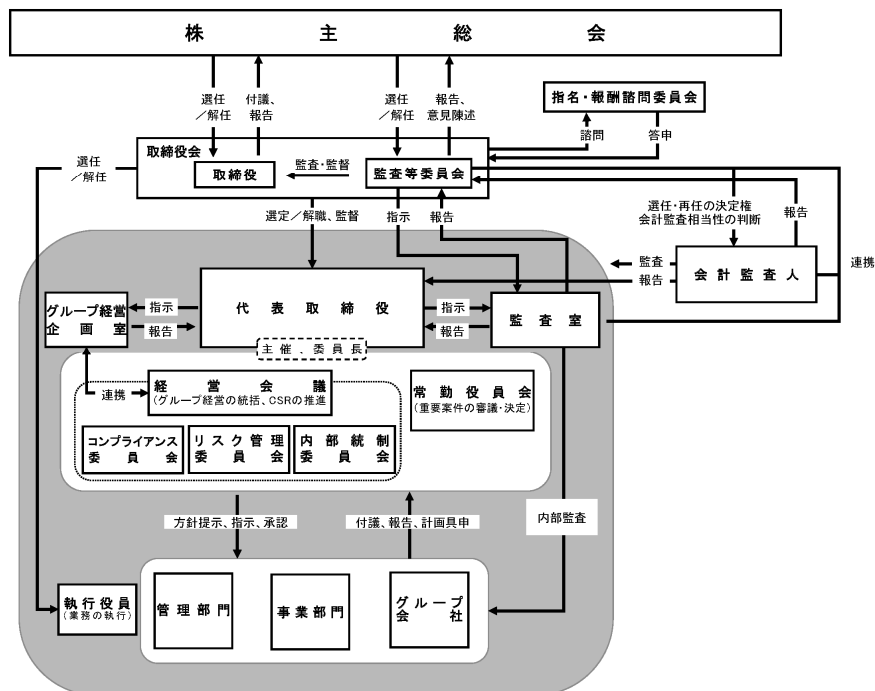 株主総会
選任
／解任
付議、
報告
選任
／解任
報告、
意見陳述
指名・報酬諮問委員会
諮問
答申
選任
／解任
取締役会
取締役
監査・監督
監査等委員会
選定／解職、監督
指示
報告
選任・再任の決定権
会計監査相当性の判断
報告
連携
監査
報告
会計監査人
グループ経営
企画室
指示
報告
代表取締役
指示
報告
監査室
主催、委員長
連携
経営会議
(グループ経営の統括、CSRの推進)
常勤役員会
(重要案件の審議・決定)
コンプライアンス
委員会
リスク管理
委員会
内部統制
委員会
方針提示、指示、承認
付議、報告、計画具申
内部監査
執行役員
(業務の執行)
管理部門
事業部門
グループ
会社